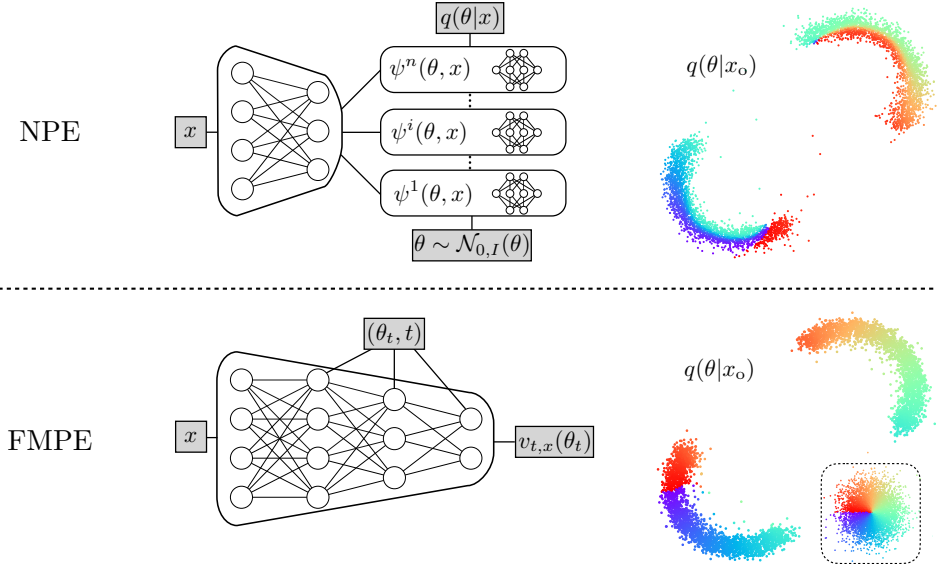 q(θ|x)
ψⁿ(θ, x)
q(θ|xₒ)
NPE
x
ψⁱ(θ, x)
ψ¹(θ, x)
θ ∼ 𝒩₀,I(θ)
(θₜ, t)
q(θ|xₒ)
FMPE
x
vₜ,ₓ(θₜ)